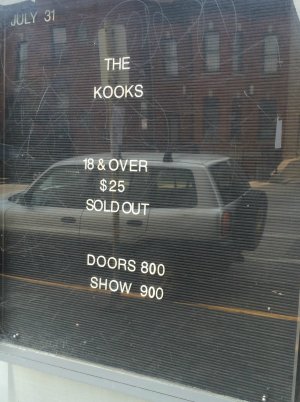 JULY 31
THE
KOOKS
18 & OVER
$25
SOLD OUT
DOORS 800
SHOW 900